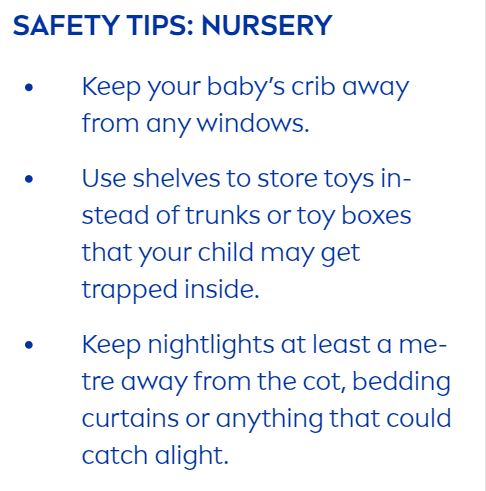 SAFETY TIPS: NURSERY
• Keep your baby's crib away
from any windows.
• Use shelves to store toys in-
stead of trunks or toy boxes
that your child may get
trapped inside.
• Keep nightlights at least a me-
tre away from the cot, bedding
curtains or anything that could
catch alight.